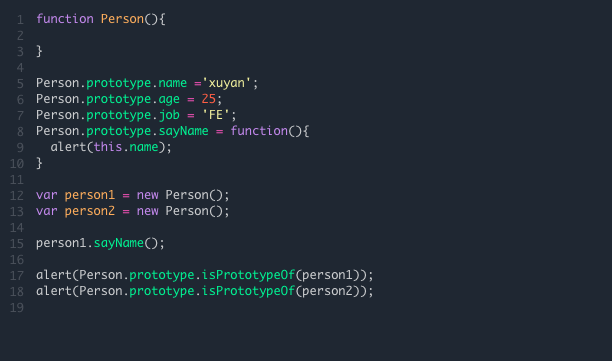 1 function Person(){
2
3 }
4
5 Person.prototype.name ='xuyan';
6 Person.prototype.age = 25;
7 Person.prototype.job = 'FE';
8 Person.prototype.sayName = function(){
9   alert(this.name);
10 }
11
12 var person1 = new Person();
13 var person2 = new Person();
14
15 person1.sayName();
16
17 alert(Person.prototype.isPrototypeOf(person1));
18 alert(Person.prototype.isPrototypeOf(person2));
19